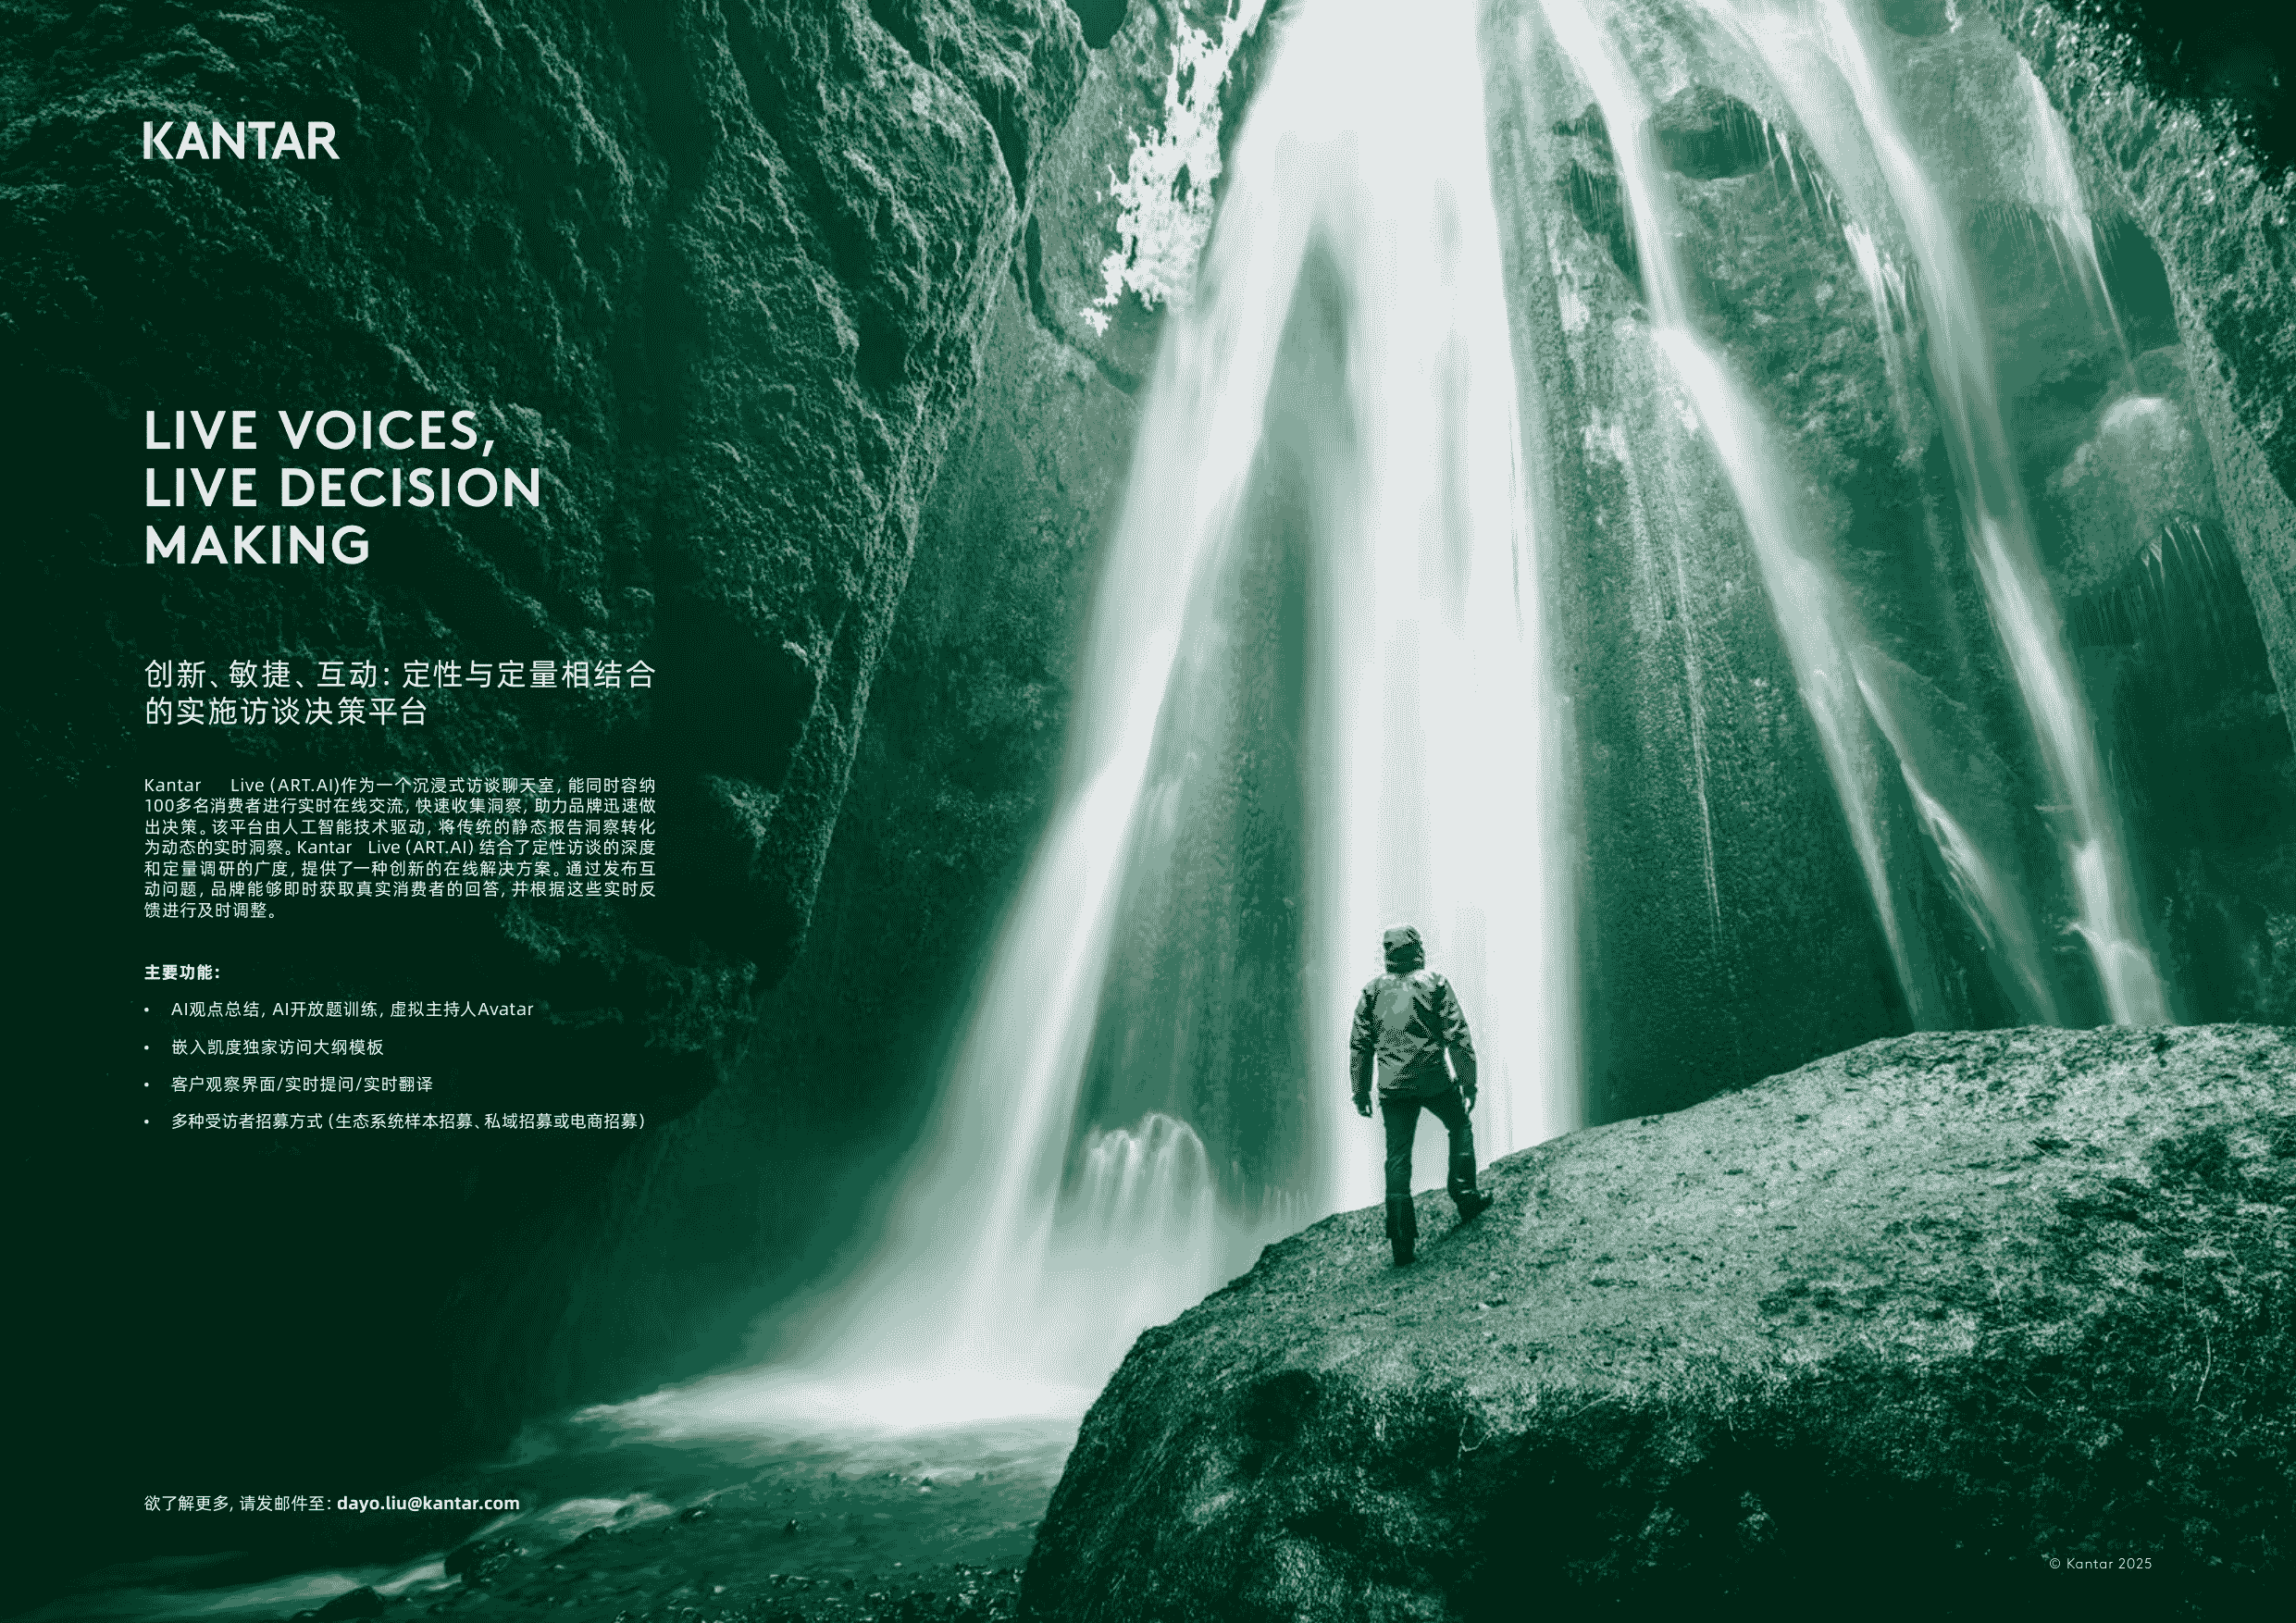 KANTAR
LIVE VOICES,
LIVE DECISION
MAKING
创新、敏捷、互动：定性与定量相结合
的实施访谈决策平台
Kantar Live (ART.AI)作为一个沉浸式访谈聊天室，能同时容纳
100多名消费者进行实时在线交流，快速收集洞察，助力品牌迅速做
出决策。该平台由人工智能技术驱动，将传统的静态报告洞察转化
为动态的实时洞察。Kantar Live (ART.AI) 结合了定性访谈的深度
和定量调研的广度，提供了一种创新的在线解决方案。通过发布互
动问题，品牌能够即时获取真实消费者的回答，并根据这些实时反
馈进行及时调整。
主要功能：
• AI观点总结，AI开放题训练，虚拟主持人Avatar
• 嵌入凯度独家访问大纲模板
• 客户观察界面/实时提问/实时翻译
• 多种受访者招募方式（生态系统样本招募、私域招募或电商招募）
欲了解更多，请发邮件至：dayo.liu@kantar.com
© Kantar 2025